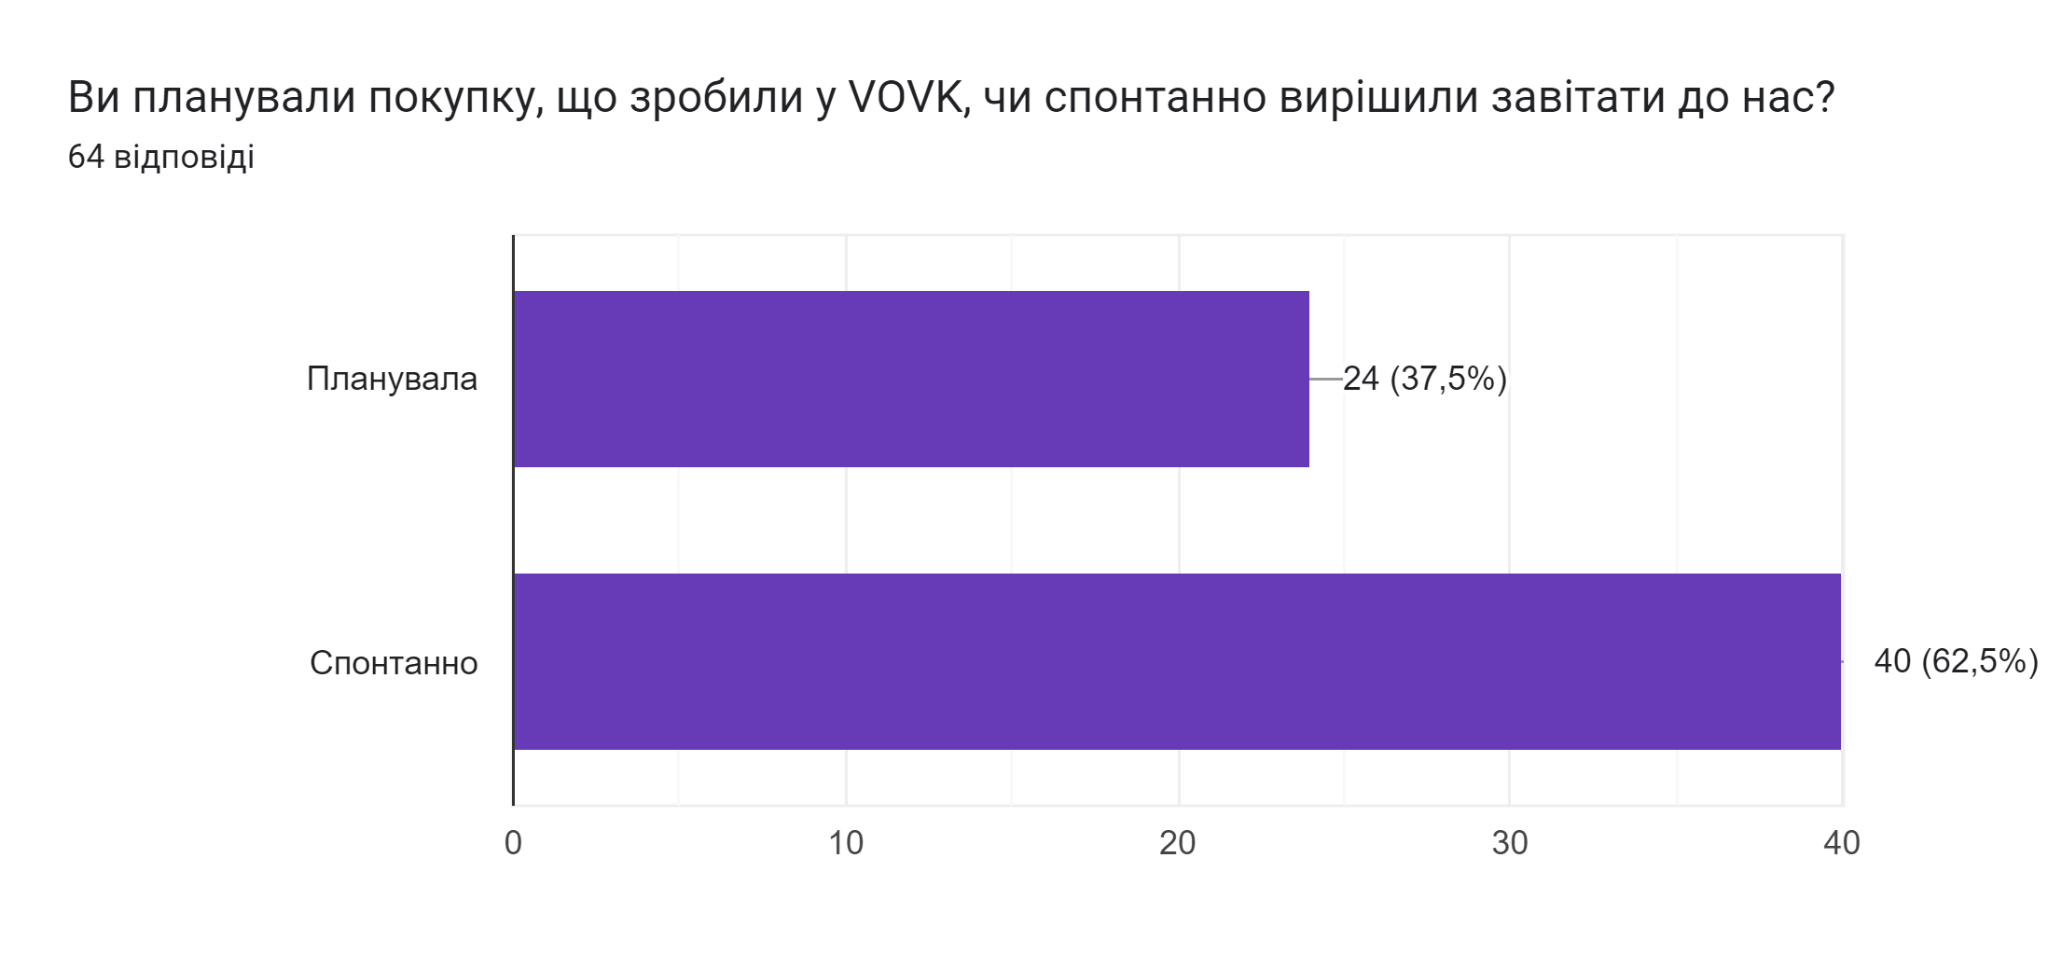 Ви планували покупку, що зробили у VOVK, чи спонтанно вирішили завітати до нас?
64 відповіді
Планувала
24 (37,5%)
Спонтанно
40 (62,5%)
0 10 20 30 40